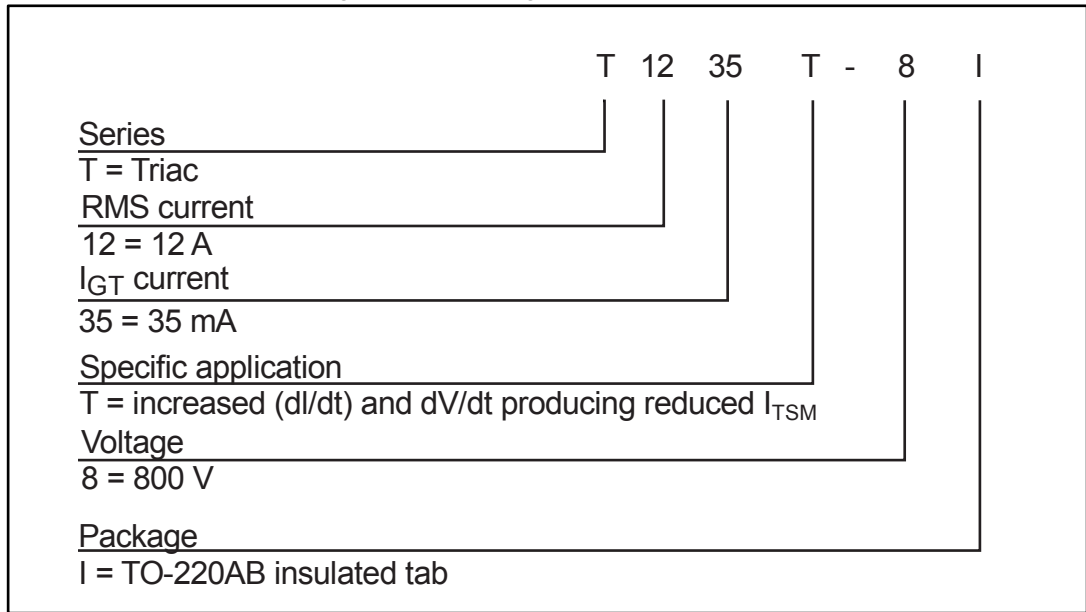 T 12 35 T - 8 I
Series
T = Triac
RMS current
12 = 12 A
IGT current
35 = 35 mA
Specific application
T = increased (dI/dt) and dV/dt producing reduced ITSM
Voltage
8 = 800 V
Package
I = TO-220AB insulated tab